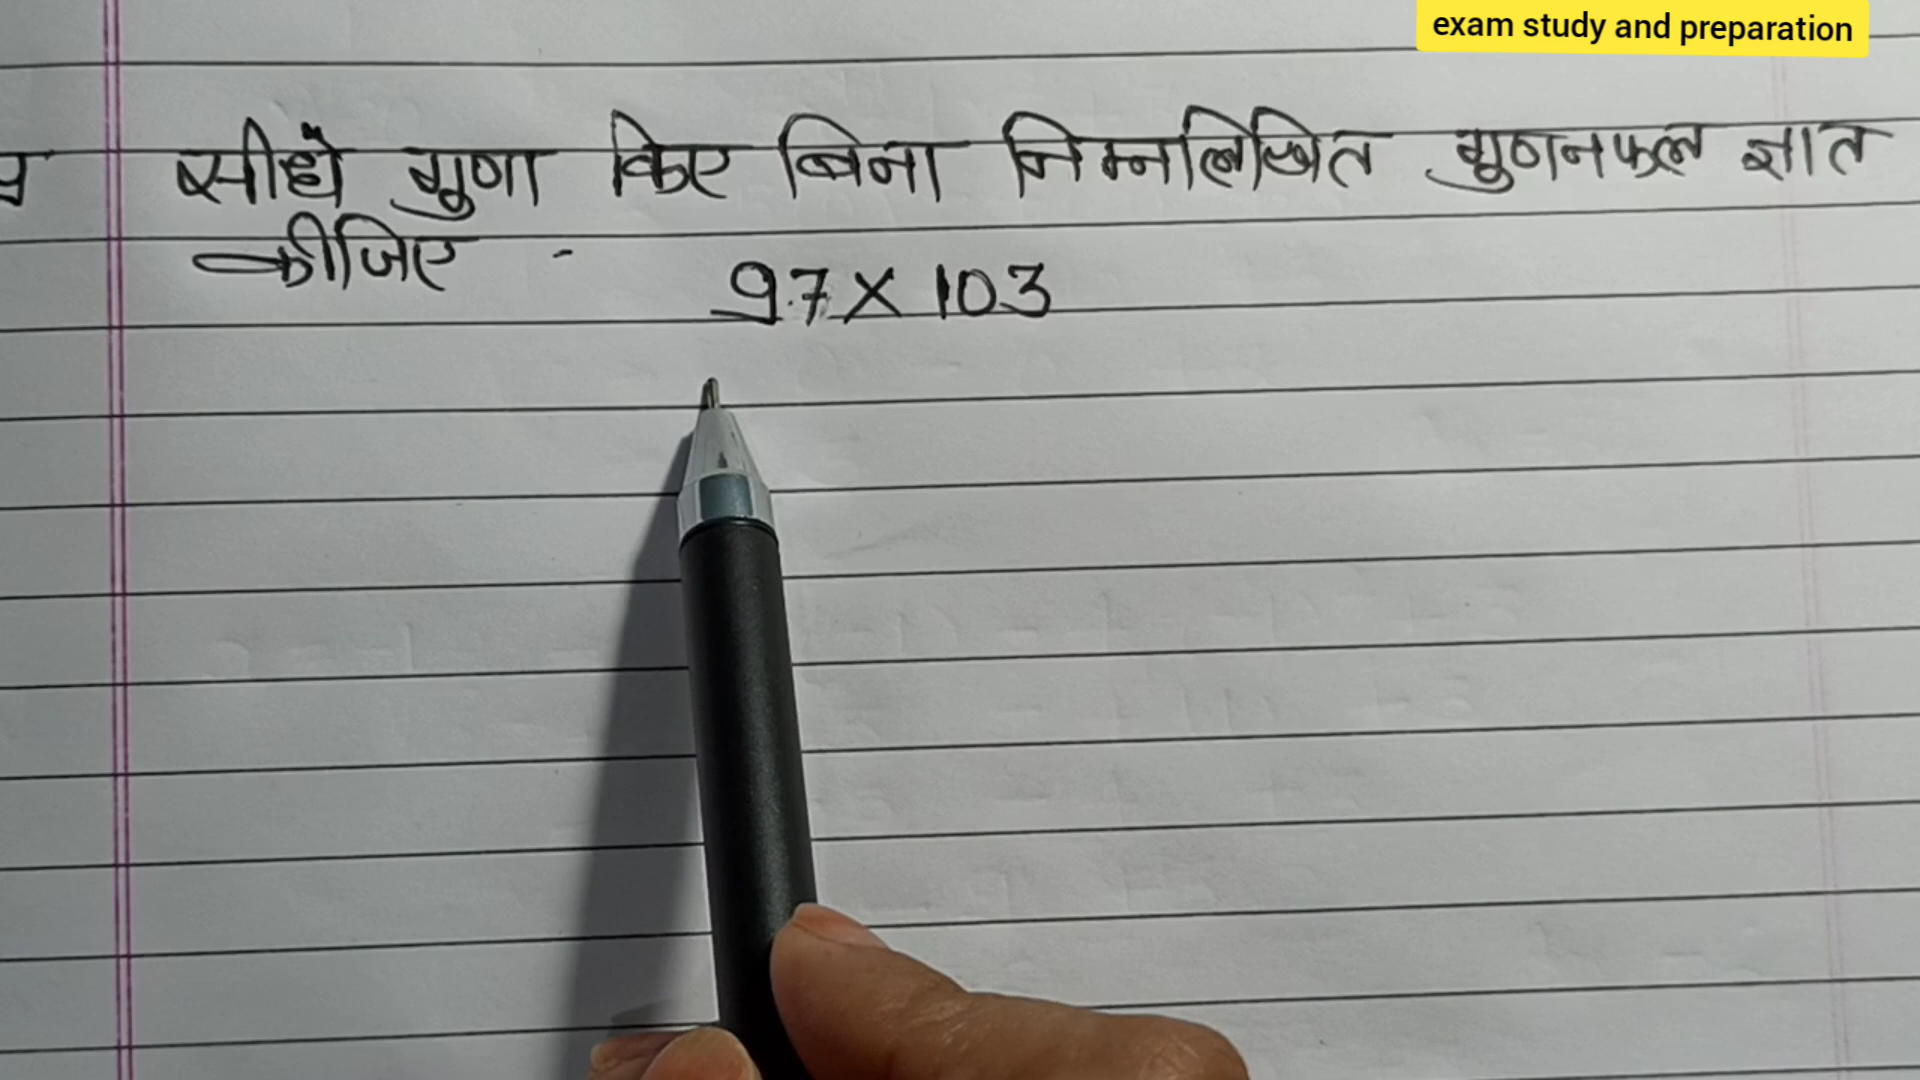 exam study and preparation
सीधे गुणा किए बिना निम्नलिखित गुणनफल ज्ञात
कीजिए -
97 × 103